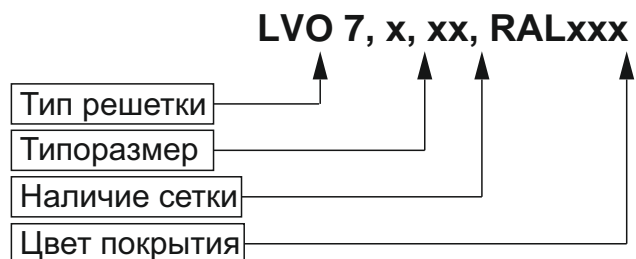 LVO 7, x, xx, RALxxx
Тип решетки
Типоразмер
Наличие сетки
Цвет покрытия